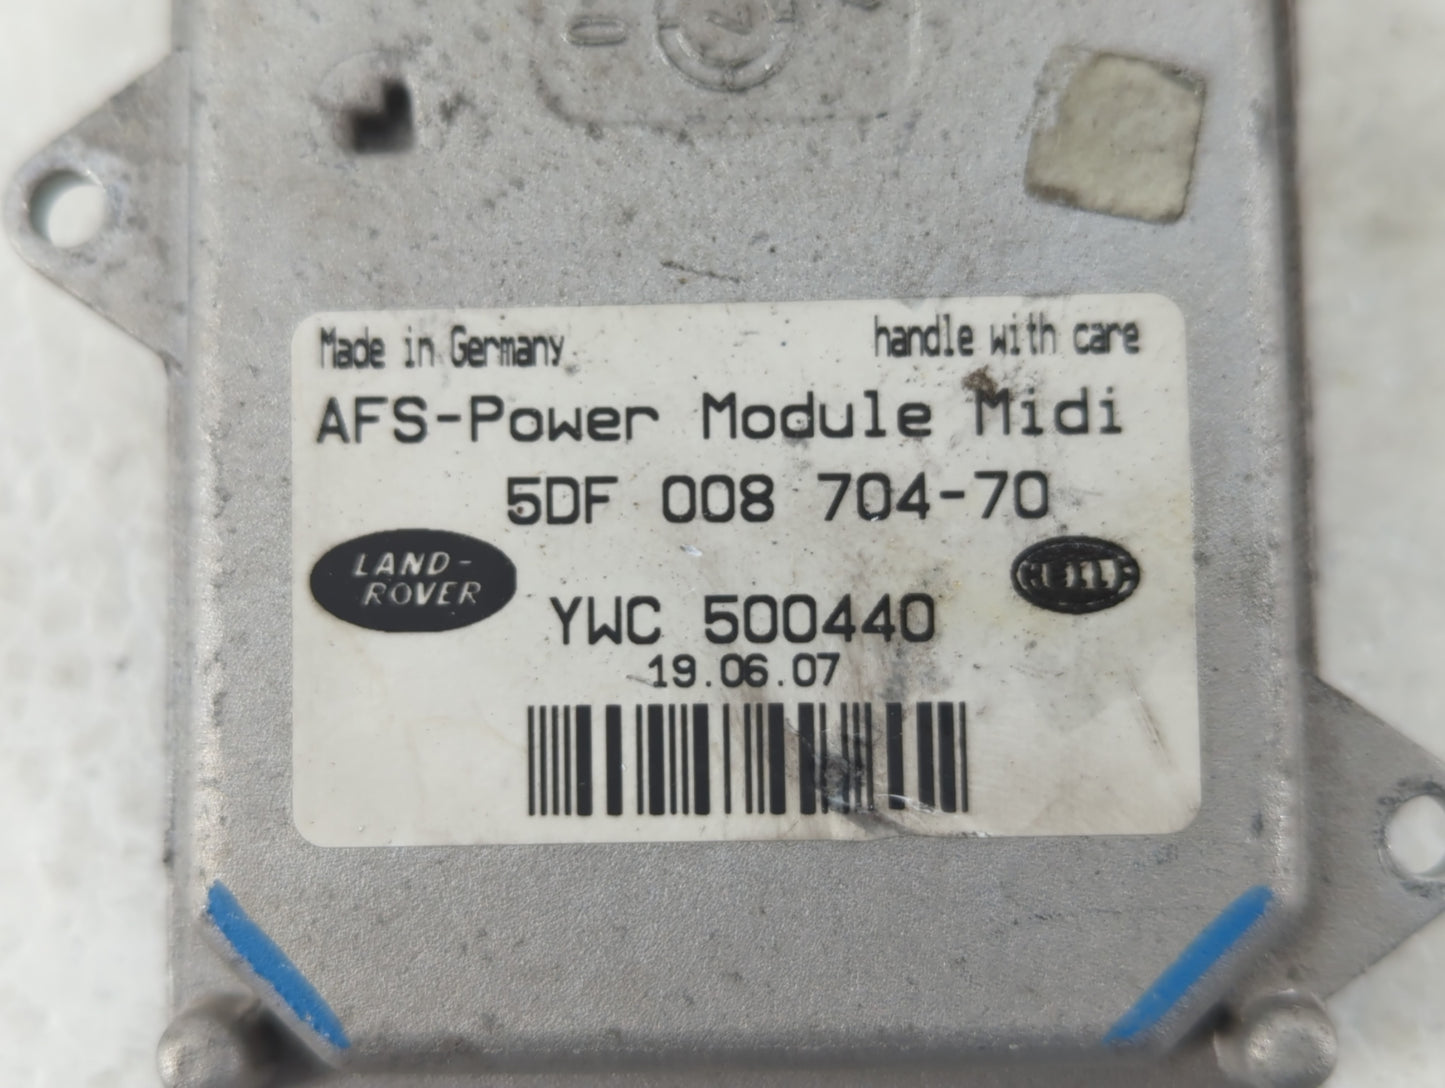 Made in Germany handle with care
AFS-Power Module Midi
5DF 008 704-70
LAND-
ROVER
HELLA
YWC 500440
19.06.07